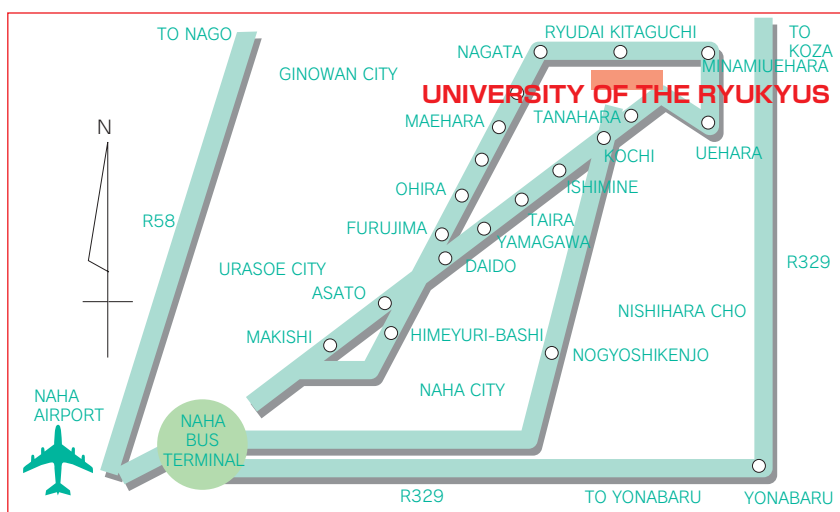 TO NAGO
RYUDAI KITAGUCHI
TO
KOZA
NAGATA
MINAMIUEHARA
GINOWAN CITY
UNIVERSITY OF THE RYUKYUS
TANAHARA
MAEHARA
N
KOCHI
UEHARA
ISHIMINE
OHIRA
R58
TAIRA
FURUJIMA
YAMAGAWA
R329
URASOE CITY
DAIDO
ASATO
NISHIHARA CHO
MAKISHI
HIMEYURI-BASHI
NOGYOSHIKENJO
NAHA
AIRPORT
NAHA CITY
NAHA
BUS
TERMINAL
R329
TO YONABARU
YONABARU